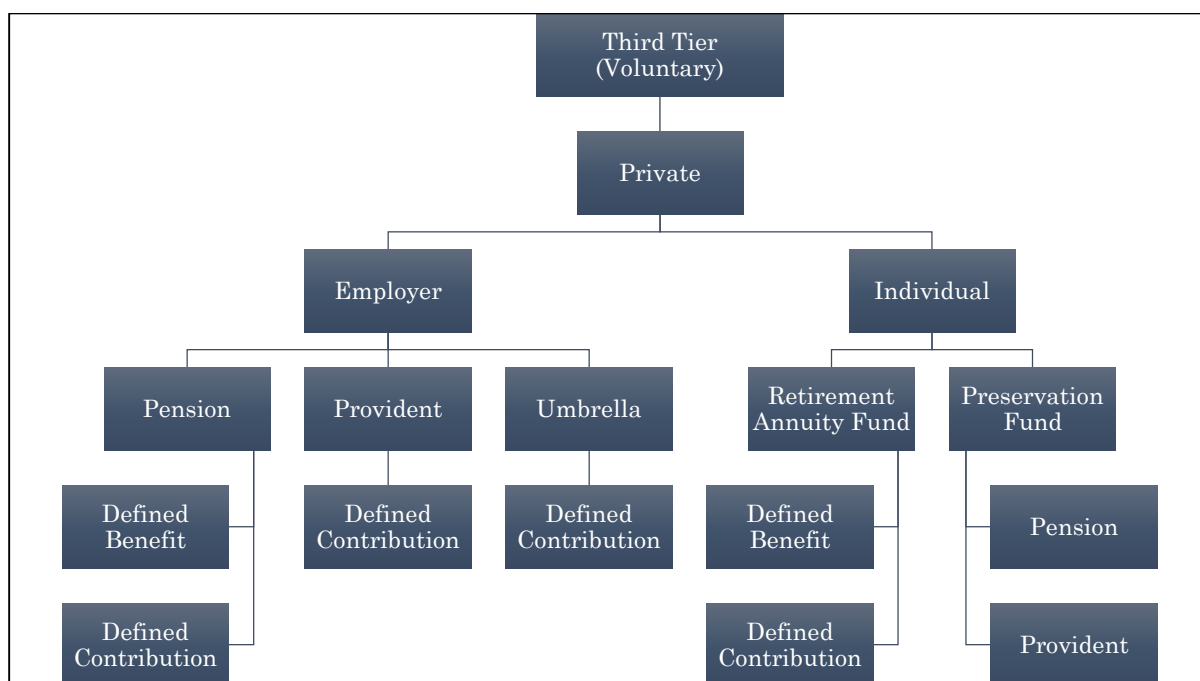 Third Tier
(Voluntary)
Private
Employer
Individual
Pension
Provident
Umbrella
Retirement
Annuity Fund
Preservation
Fund
Defined
Benefit
Defined
Contribution
Defined
Contribution
Defined
Benefit
Pension
Defined
Contribution
Defined
Contribution
Provident